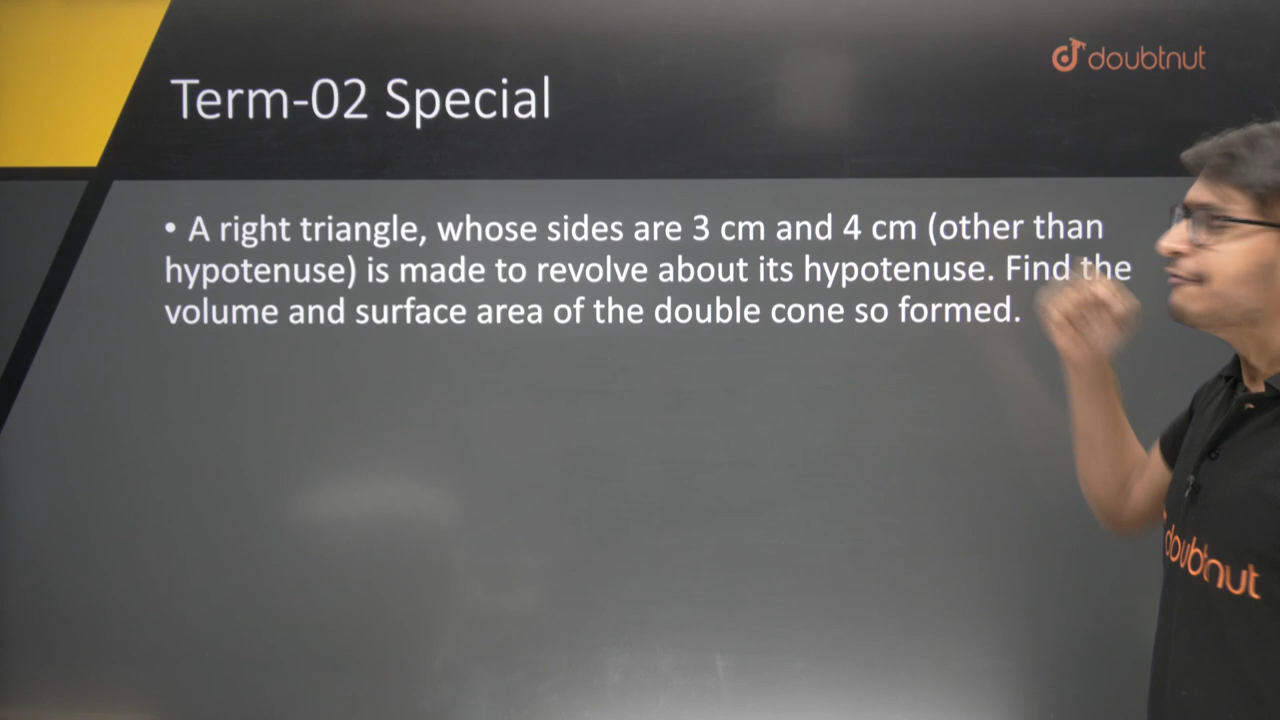 doubtnut
Term-02 Special
• A right triangle, whose sides are 3 cm and 4 cm (other than
hypotenuse) is made to revolve about its hypotenuse. Find the
volume and surface area of the double cone so formed.
doubtnut